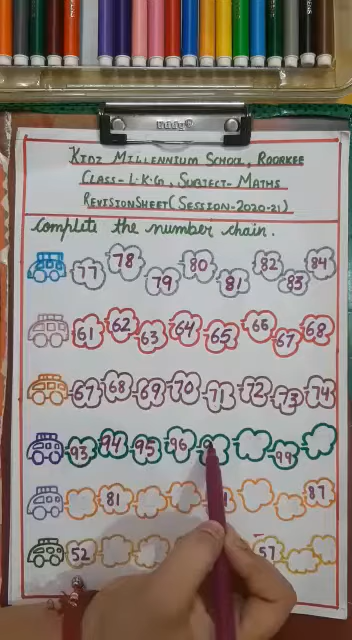 Kidz Millennium School, Roorkee
Class-L.K.G, Subject-Maths
Revision Sheet (Session-2020-21)
Complete the number chain.
77 78 79 80 81 82 83 84
61 62 63 64 65 66 67 68
67 68 69 70 71 72 73 74
93 94 95 96 99
81 87
52 57